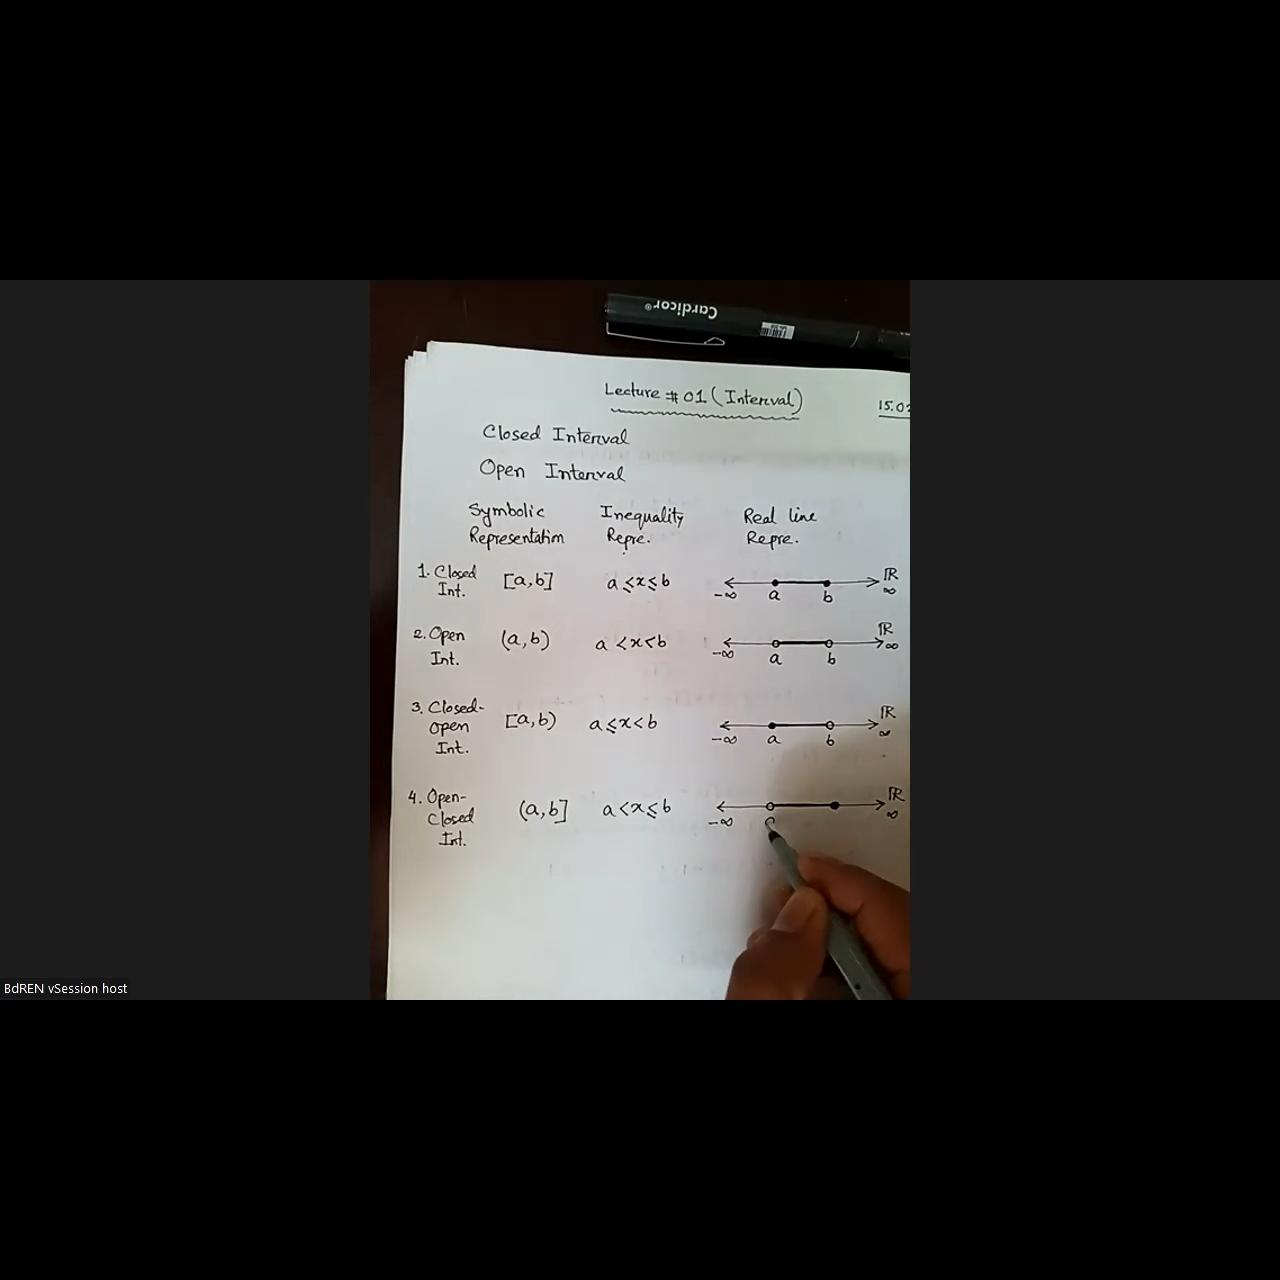 Cardicor®
Lecture # 01 (Interval)
15.02
Closed Interval
Open Interval
Symbolic Representation
Inequality Repre.
Real line Repre.
1. Closed Int.
[a,b]
a ≤ x ≤ b
-∞ a b ℝ ∞
2. Open Int.
(a,b)
a < x < b
-∞ a b ℝ ∞
3. Closed-open Int.
[a,b)
a ≤ x < b
-∞ a b ℝ ∞
4. Open-Closed Int.
(a,b]
a < x ≤ b
-∞ ℝ ∞
BdREN vSession host